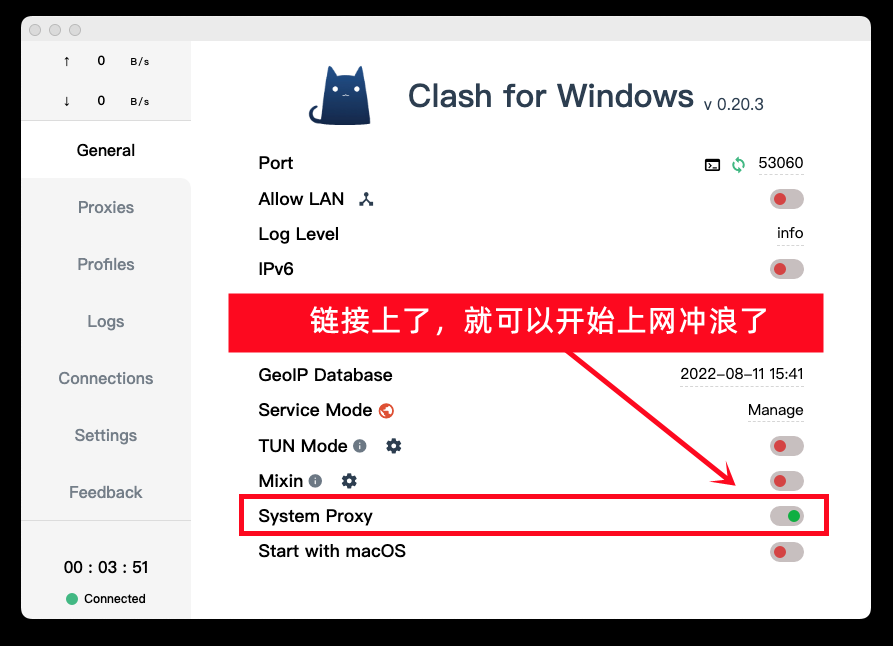 ↑ 0 B/s
↓ 0 B/s
General
Proxies
Profiles
Logs
Connections
Settings
Feedback
00 : 03 : 51
Connected
Clash for Windows v 0.20.3
Port 53060
Allow LAN
Log Level info
IPv6
链接上了，就可以开始上网冲浪了
GeoIP Database 2022-08-11 15:41
Service Mode Manage
TUN Mode
Mixin
System Proxy
Start with macOS